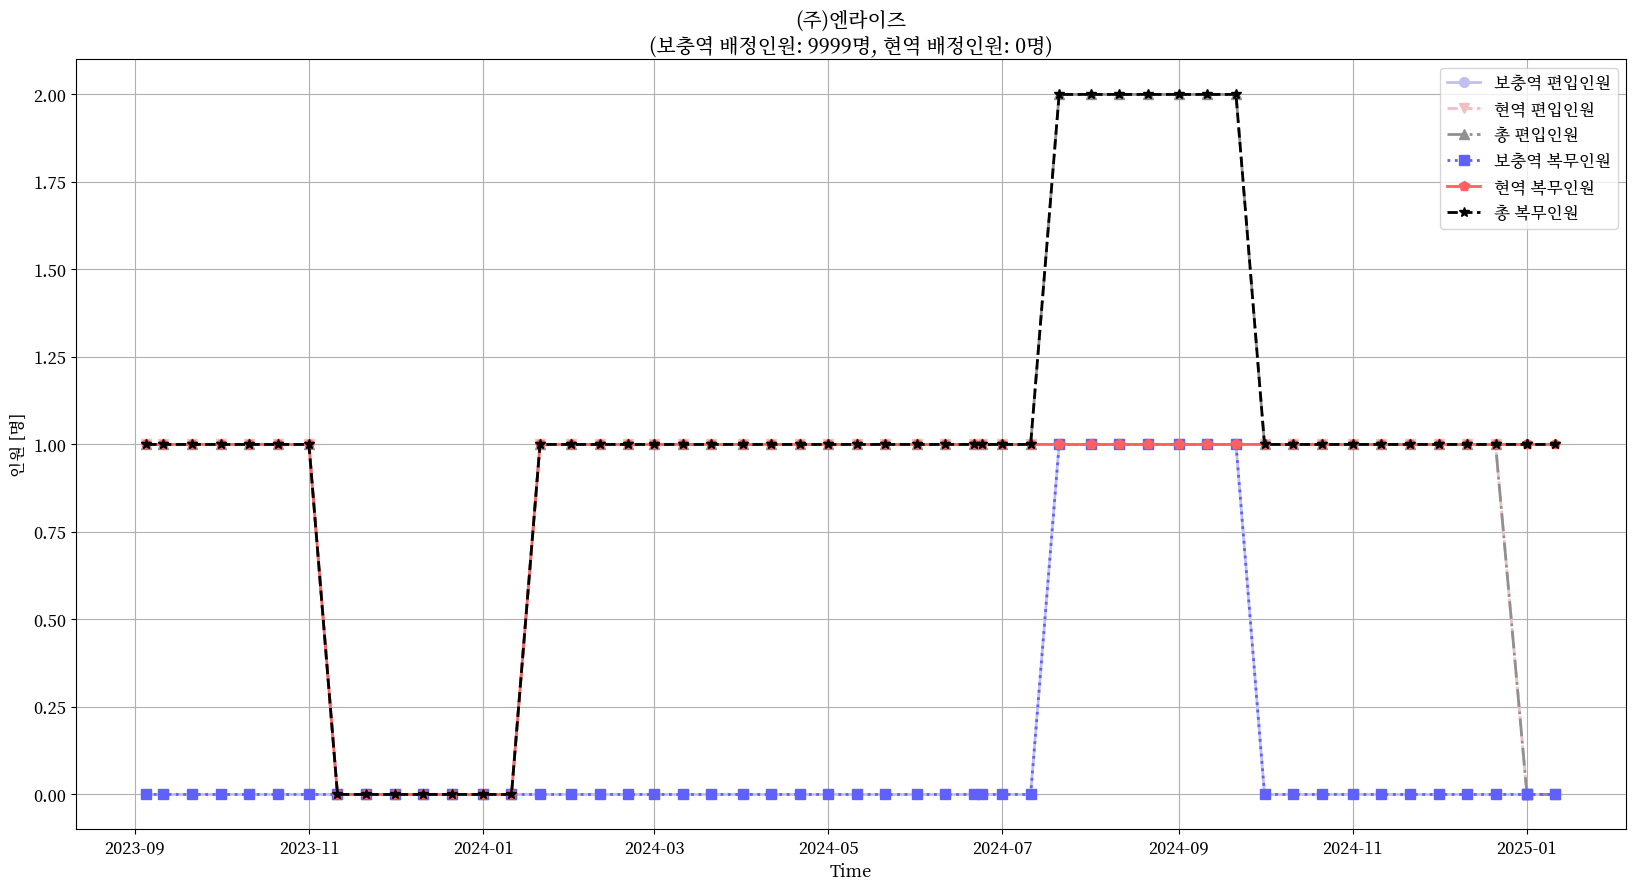 (주)엔라이즈
(보충역 배정인원: 9999명, 현역 배정인원: 0명)
보충역 편입인원
현역 편입인원
총 편입인원
보충역 복무인원
현역 복무인원
총 복무인원
인원 [명]
2.00
1.75
1.50
1.25
1.00
0.75
0.50
0.25
0.00
2023-09 2023-11 2024-01 2024-03 2024-05 2024-07 2024-09 2024-11 2025-01
Time